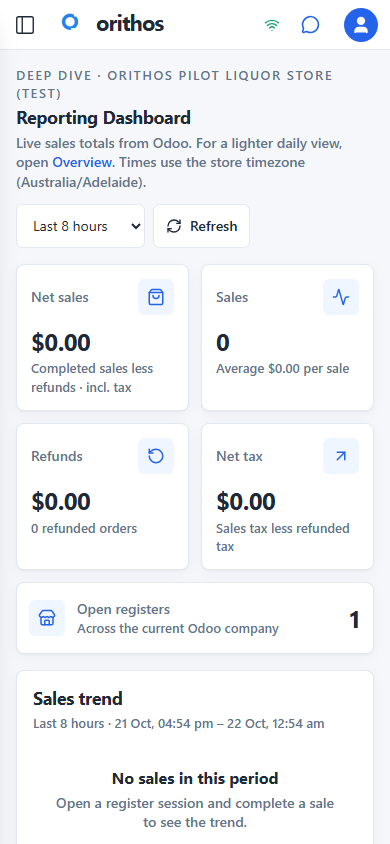 orithos
DEEP DIVE · ORITHOS PILOT LIQUOR STORE
(TEST)
Reporting Dashboard
Live sales totals from Odoo. For a lighter daily view,
open Overview. Times use the store timezone
(Australia/Adelaide).
Last 8 hours
Refresh
Net sales
$0.00
Completed sales less
refunds · incl. tax
Sales
0
Average $0.00 per sale
Refunds
$0.00
0 refunded orders
Net tax
$0.00
Sales tax less refunded
tax
Open registers
Across the current Odoo company
1
Sales trend
Last 8 hours · 21 Oct, 04:54 pm – 22 Oct, 12:54 am
No sales in this period
Open a register session and complete a sale
to see the trend.